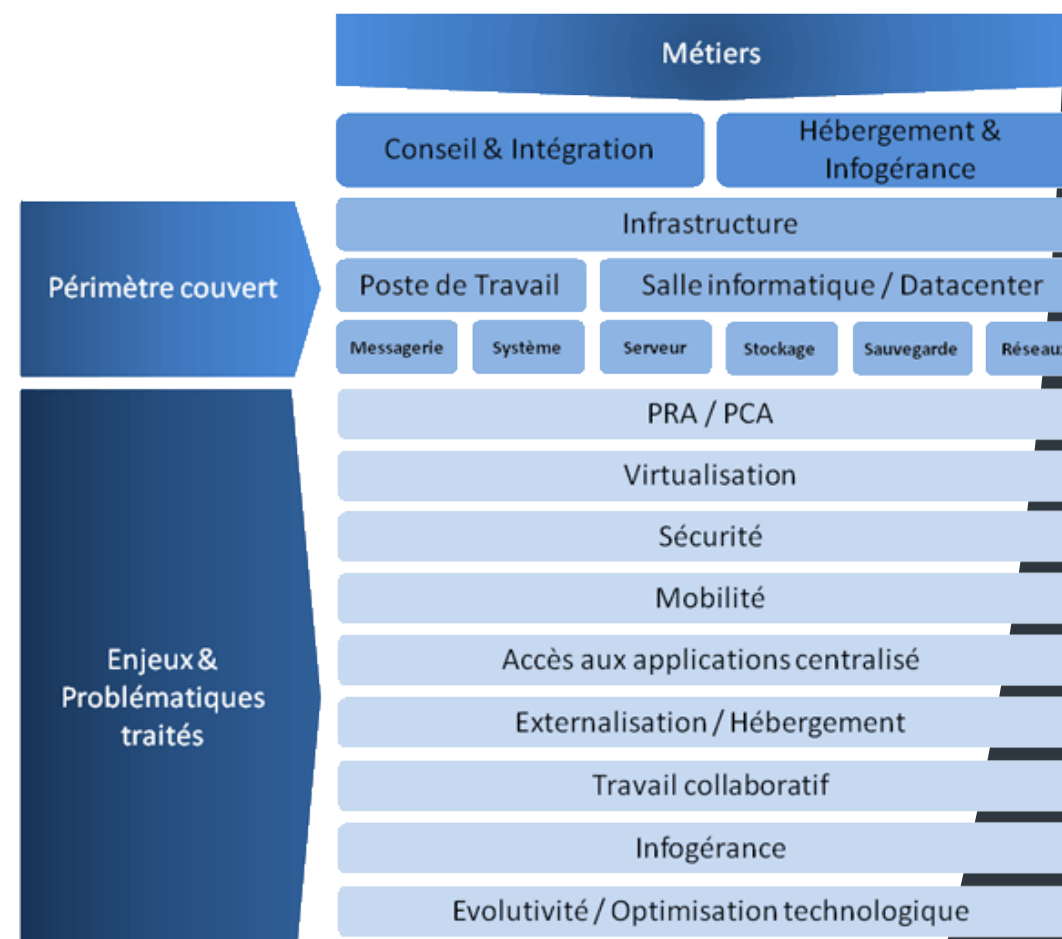 Métiers
Conseil & Intégration
Hébergement &
Infogérance
Périmètre couvert
Infrastructure
Poste de Travail
Salle informatique / Datacenter
Messagerie
Système
Serveur
Stockage
Sauvegarde
Réseaux
Enjeux &
Problématiques
traités
PRA / PCA
Virtualisation
Sécurité
Mobilité
Accès aux applications centralisé
Externalisation / Hébergement
Travail collaboratif
Infogérance
Evolutivité / Optimisation technologique